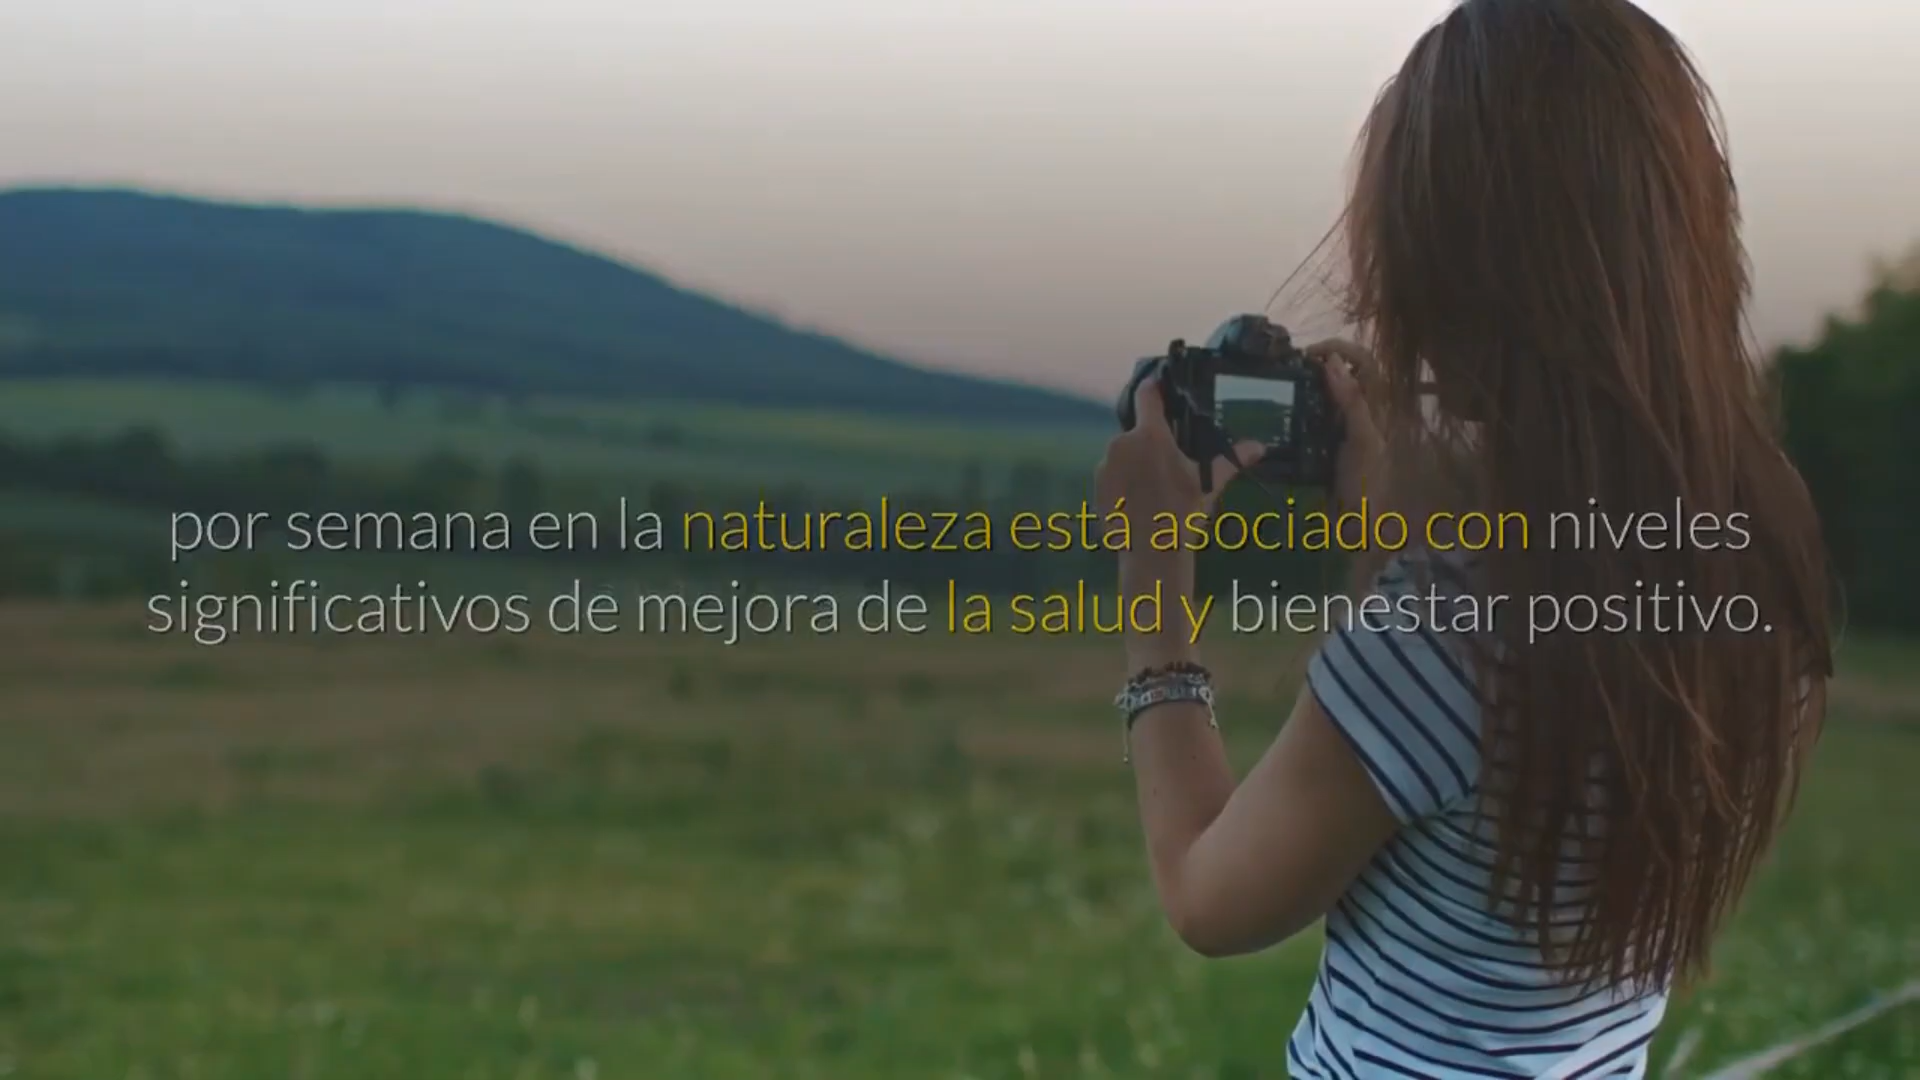 por semana en la naturaleza está asociado con niveles
significativos de mejora de la salud y bienestar positivo.